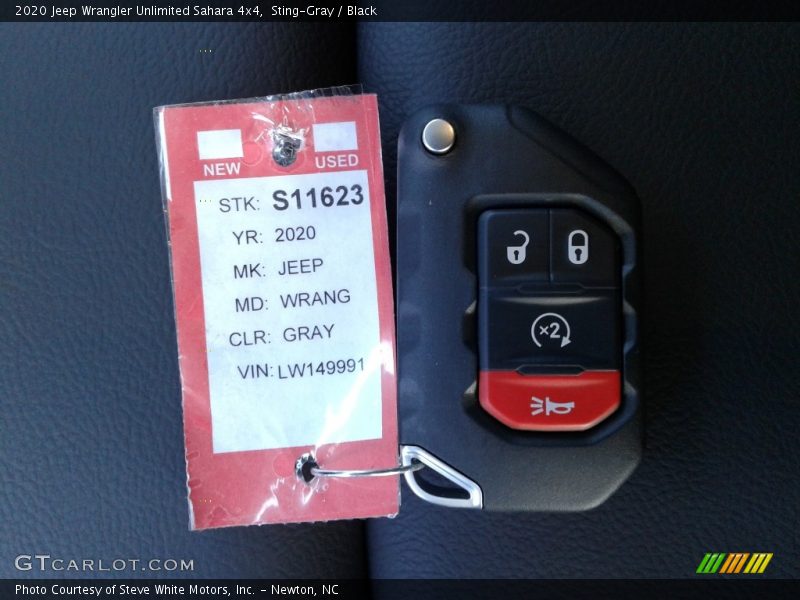 2020 Jeep Wrangler Unlimited Sahara 4x4, Sting-Gray / Black
NEW USED
STK: S11623
YR: 2020
MK: JEEP
MD: WRANG
CLR: GRAY
VIN: LW149991
x2
GTCARLOT.COM
Photo Courtesy of Steve White Motors, Inc. - Newton, NC